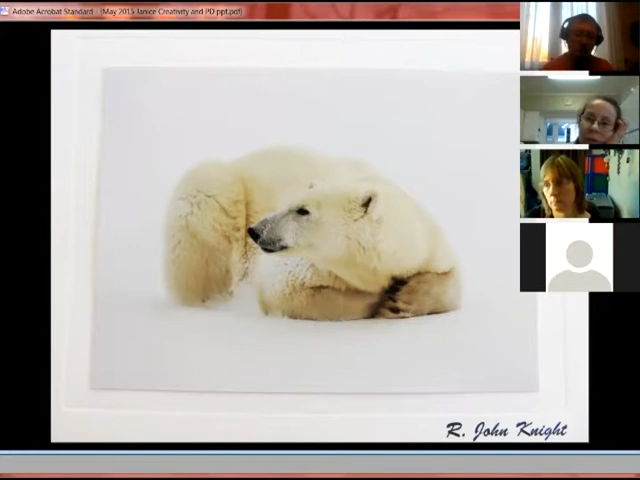 Adobe Acrobat Standard - [May 2015 Janice Creativity and PD ppt.pdf]
R. John Knight